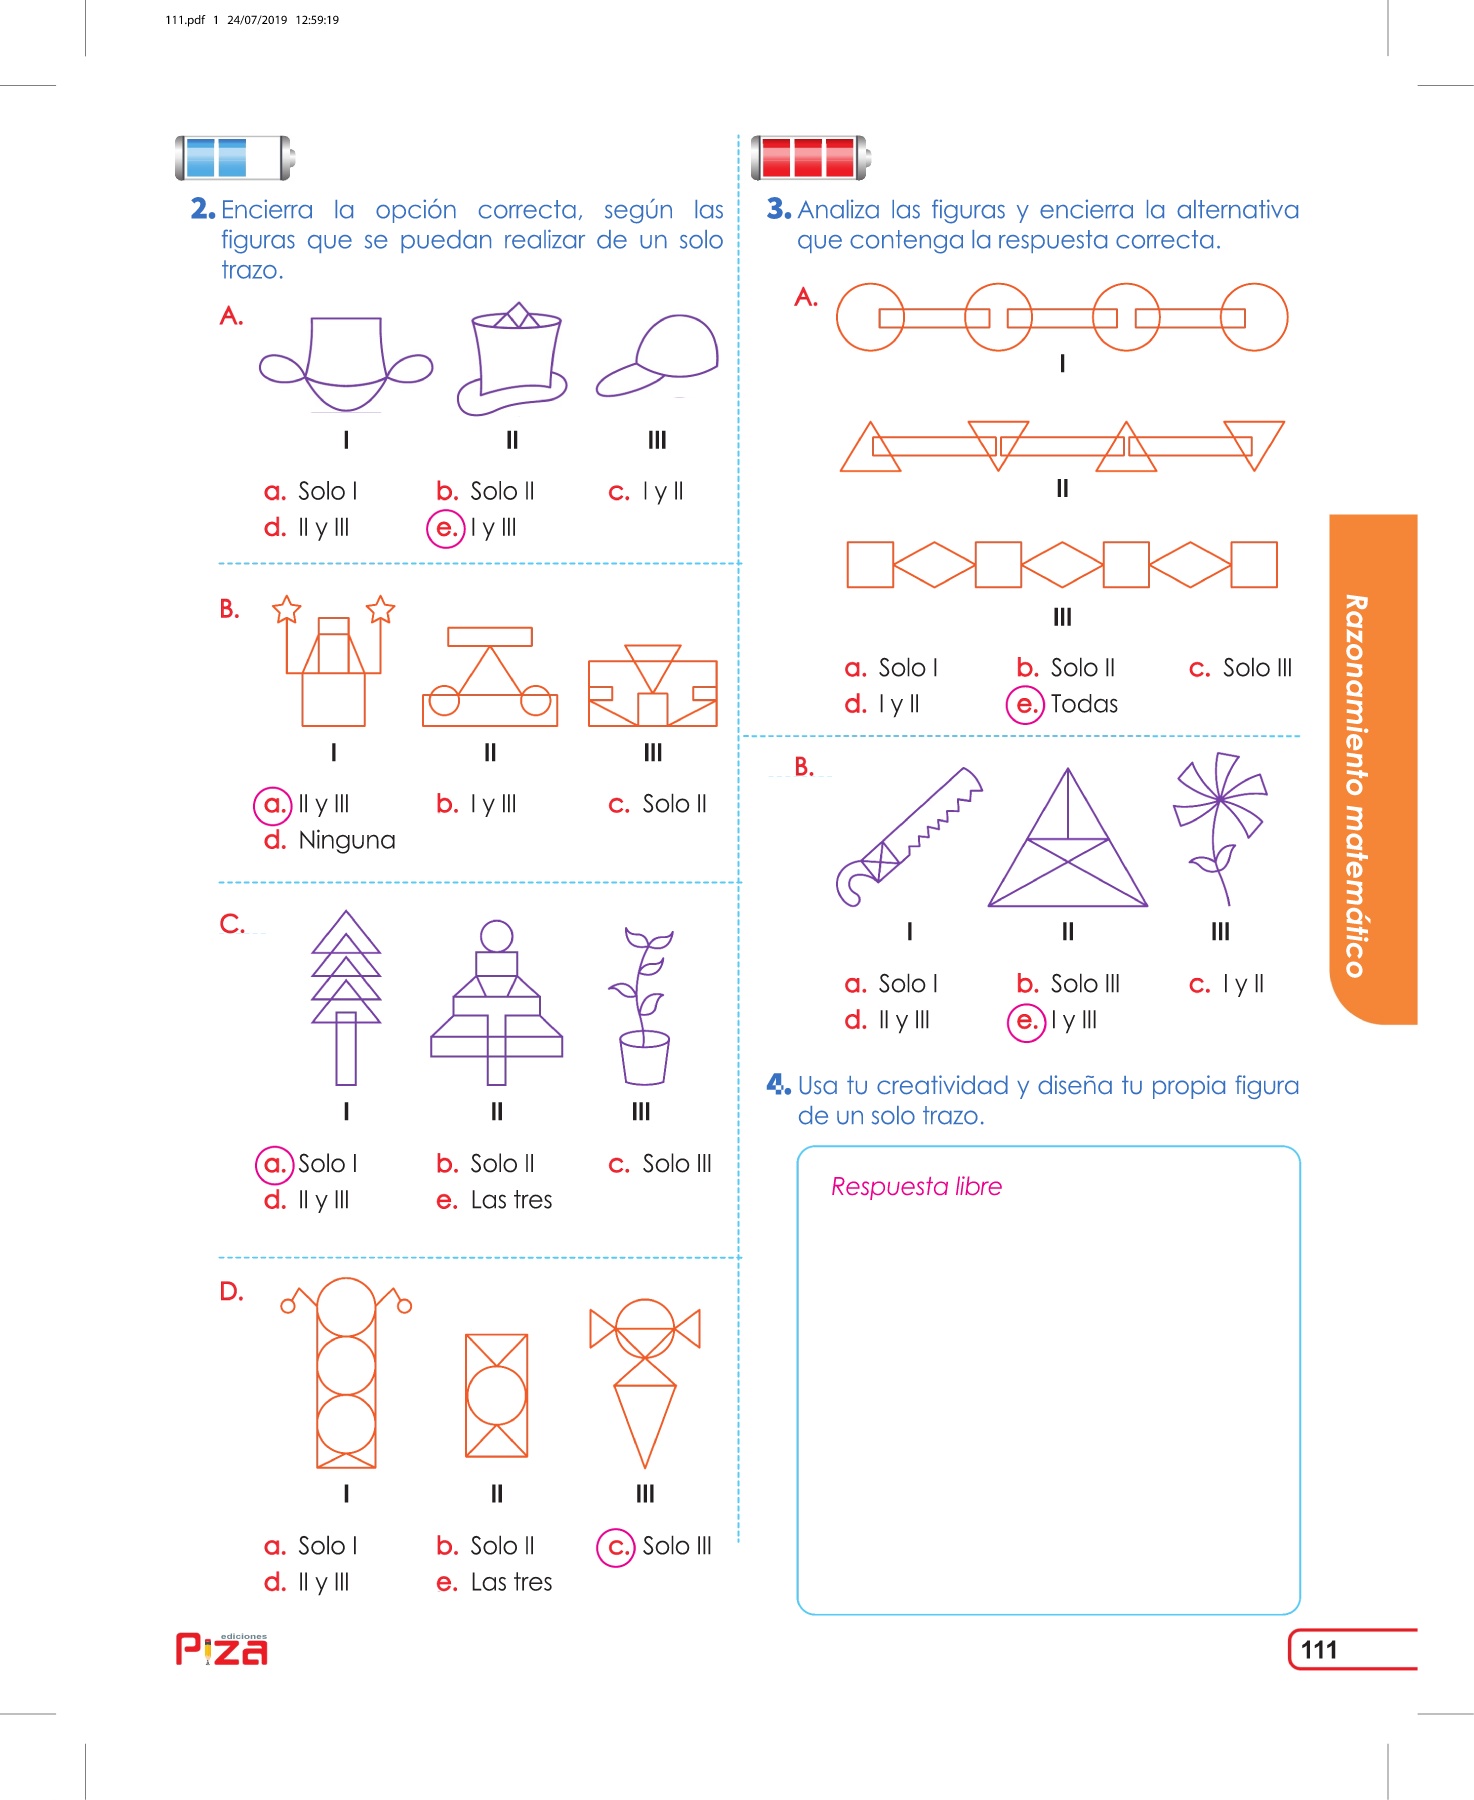 111.pdf 1 24/07/2019 12:59:19
2. Encierra la opción correcta, según las
figuras que se puedan realizar de un solo
trazo.
A.
I II III
a. Solo I b. Solo II c. I y II
d. II y III e. I y III
B.
I II III
a. II y III b. I y III c. Solo II
d. Ninguna
C.
I II III
a. Solo I b. Solo II c. Solo III
d. II y III e. Las tres
D.
I II III
a. Solo I b. Solo II c. Solo III
d. II y III e. Las tres
3. Analiza las figuras y encierra la alternativa
que contenga la respuesta correcta.
A.
I
II
III
a. Solo I b. Solo II c. Solo III
d. I y II e. Todas
B.
I II III
a. Solo I b. Solo III c. I y II
d. II y III e. I y III
4. Usa tu creatividad y diseña tu propia figura
de un solo trazo.
Respuesta libre
Razonamiento matemático
ediciones
Piza
111